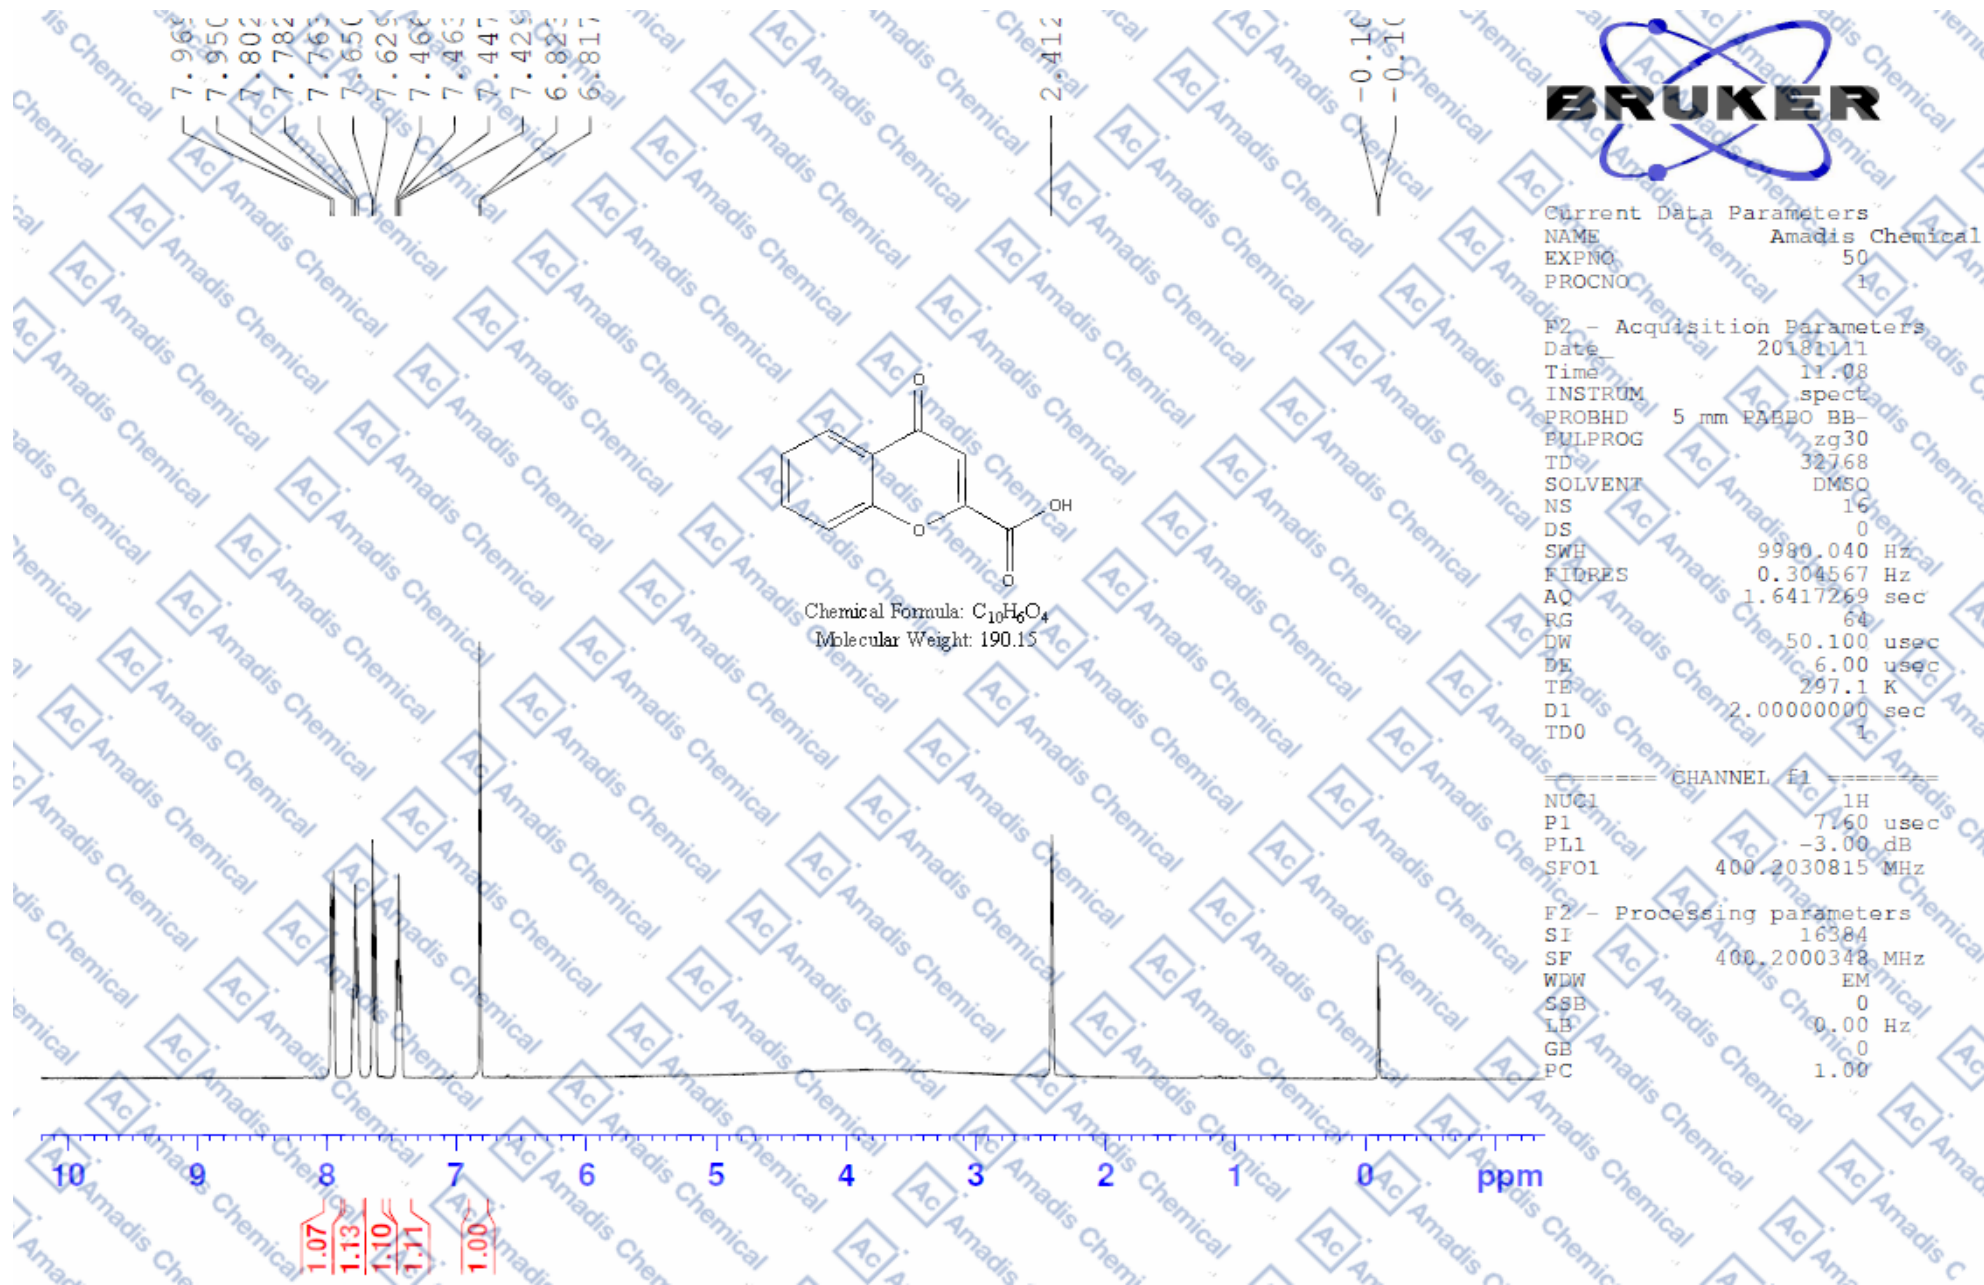 7.950
7.802
7.782
7.763
7.650
7.629
7.466
7.463
7.447
7.429
6.823
6.817
2.412
-0.10
-0.10
BRUKER
Current Data Parameters
NAME Amadis Chemical
EXPNO 50
PROCNO 1
F2 - Acquisition Parameters
Date_ 20181111
Time 11.08
INSTRUM spect
PROBHD 5 mm PABBO BB-
PULPROG zg30
TD 32768
SOLVENT DMSO
NS 16
DS 0
SWH 9980.040 Hz
FIDRES 0.304567 Hz
AQ 1.6417269 sec
RG 64
DW 50.100 usec
DE 6.00 usec
TE 297.1 K
D1 2.00000000 sec
TD0 1
======== CHANNEL f1 ========
NUC1 1H
P1 7.60 usec
PL1 -3.00 dB
SFO1 400.2030815 MHz
F2 - Processing parameters
SI 16384
SF 400.2000348 MHz
WDW EM
SSB 0
LB 0.00 Hz
GB 0
PC 1.00
O
O
OH
O
Chemical Formula: C10H6O4
Molecular Weight: 190.15
10 9 8 7 6 5 4 3 2 1 0 ppm
1.07
1.13
1.10
1.11
1.00
Ac Amadis Chemical